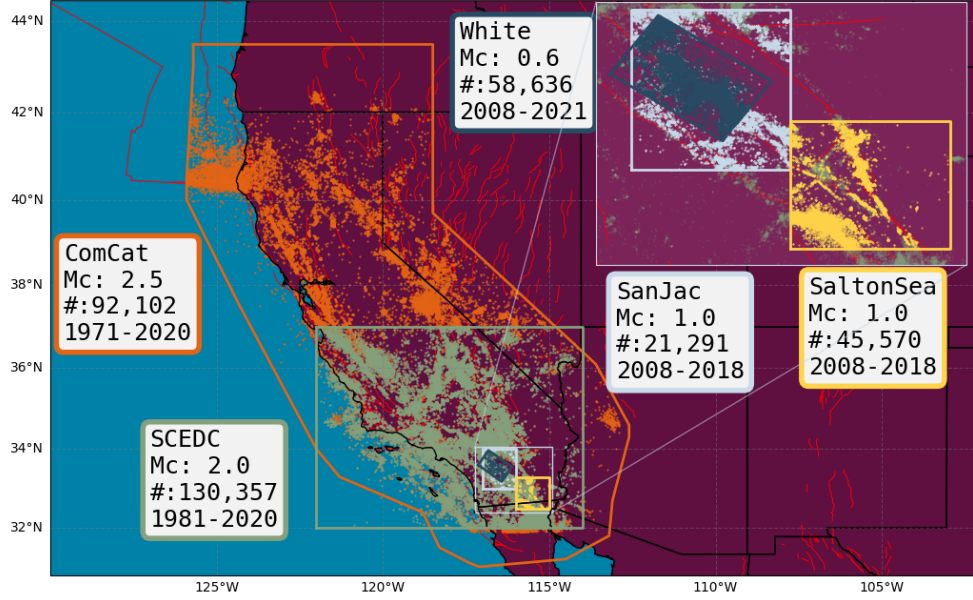 44°N
42°N
40°N
38°N
36°N
34°N
32°N
White
Mc: 0.6
#:58,636
2008-2021
ComCat
Mc: 2.5
#:92,102
1971-2020
SanJac
Mc: 1.0
#:21,291
2008-2018
SaltonSea
Mc: 1.0
#:45,570
2008-2018
SCEDC
Mc: 2.0
#:130,357
1981-2020
125°W
120°W
115°W
110°W
105°W